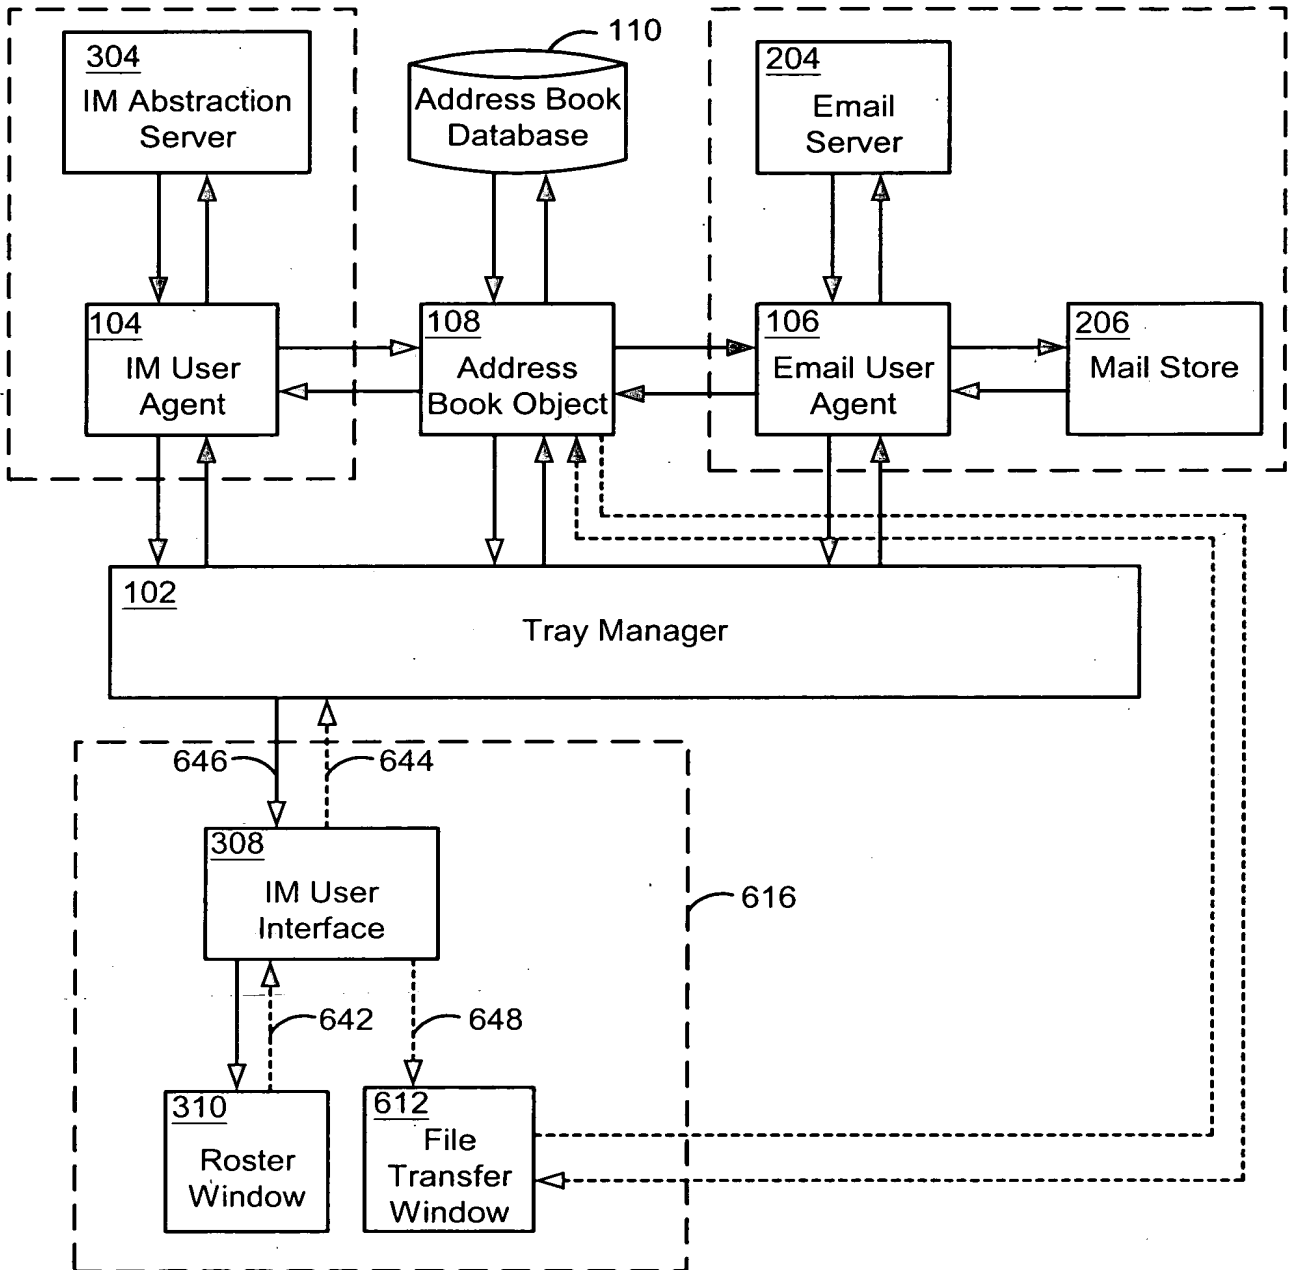 304
IM Abstraction
Server
110
Address Book
Database
204
Email
Server
104
IM User
Agent
108
Address
Book Object
106
Email User
Agent
206
Mail Store
102
Tray Manager
646
644
308
IM User
Interface
616
642
648
310
Roster
Window
612
File
Transfer
Window